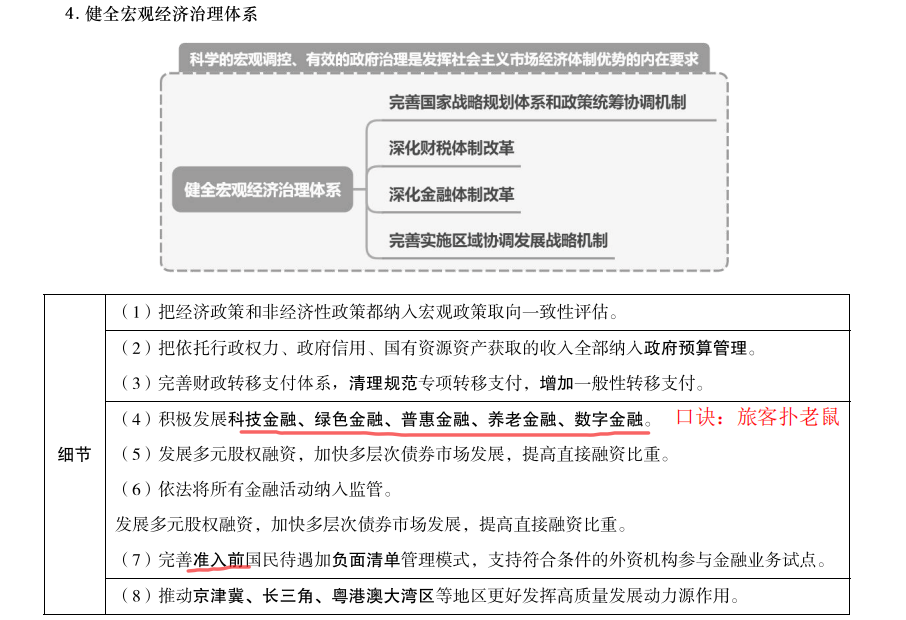 4. 健全宏观经济治理体系
科学的宏观调控、有效的政府治理是发挥社会主义市场经济体制优势的内在要求
完善国家战略规划体系和政策统筹协调机制
深化财税体制改革
健全宏观经济治理体系
深化金融体制改革
完善实施区域协调发展战略机制
(1)把经济政策和非经济性政策都纳入宏观政策取向一致性评估。
(2)把依托行政权力、政府信用、国有资源资产获取的收入全部纳入政府预算管理。
(3)完善财政转移支付体系，清理规范专项转移支付，增加一般性转移支付。
(4)积极发展科技金融、绿色金融、普惠金融、养老金融、数字金融。 口诀：旅客扑老鼠
细节
(5)发展多元股权融资，加快多层次债券市场发展，提高直接融资比重。
(6)依法将所有金融活动纳入监管。
发展多元股权融资，加快多层次债券市场发展，提高直接融资比重。
(7)完善准入前国民待遇加负面清单管理模式，支持符合条件的外资机构参与金融业务试点。
(8)推动京津冀、长三角、粤港澳大湾区等地区更好发挥高质量发展动力源作用。